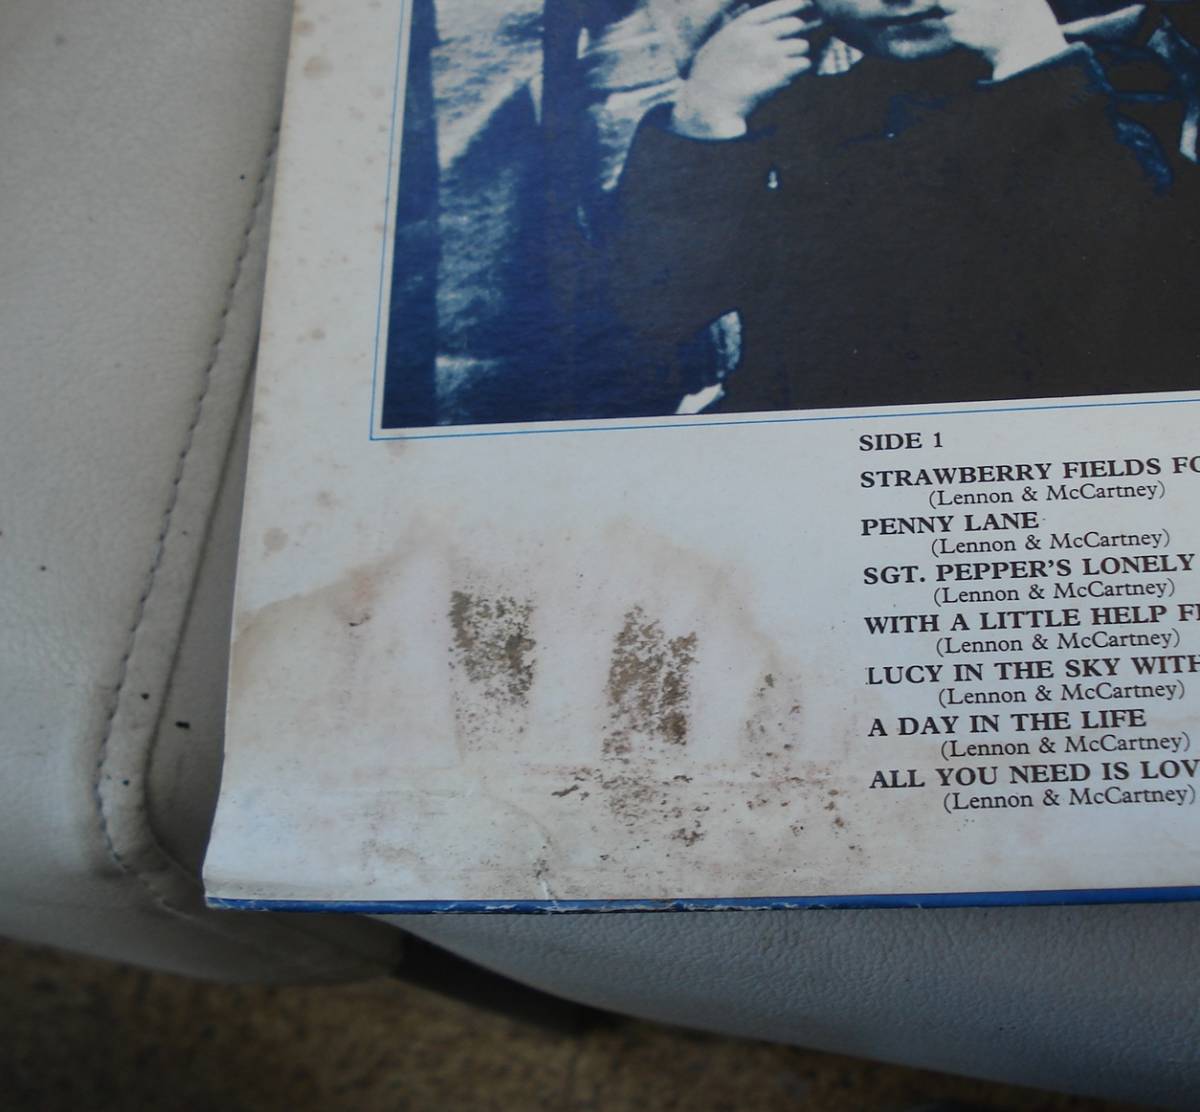 SIDE 1
STRAWBERRY FIELDS FO
(Lennon & McCartney)
PENNY LANE
(Lennon & McCartney)
SGT. PEPPER'S LONELY
(Lennon & McCartney)
WITH A LITTLE HELP F
(Lennon & McCartney)
LUCY IN THE SKY WITH
(Lennon & McCartney)
A DAY IN THE LIFE
(Lennon & McCartney)
ALL YOU NEED IS LOV
(Lennon & McCartney)